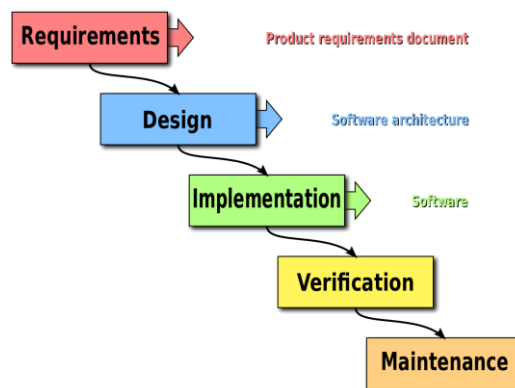 Requirements
Product requirements document
Design
Software architecture
Implementation
Software
Verification
Maintenance